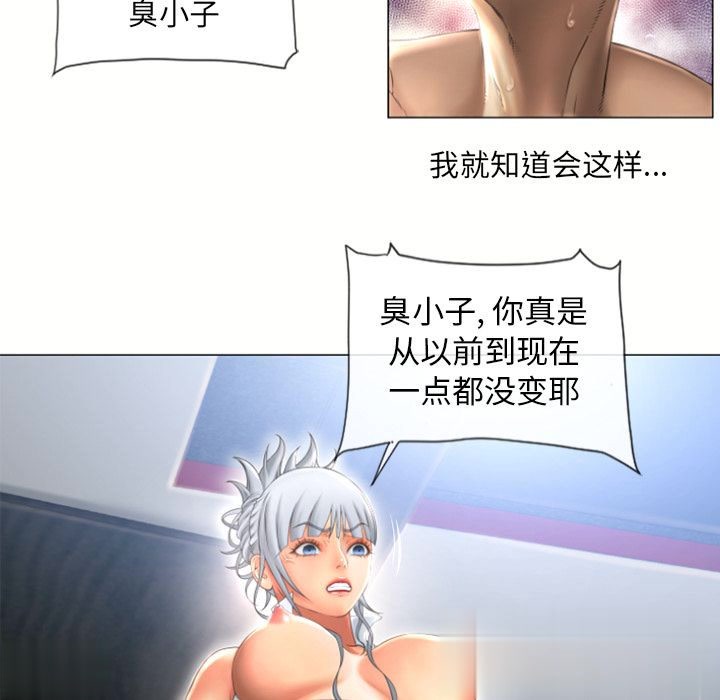 臭小子
我就知道会这样...
臭小子, 你真是
从以前到现在
一点都没变耶